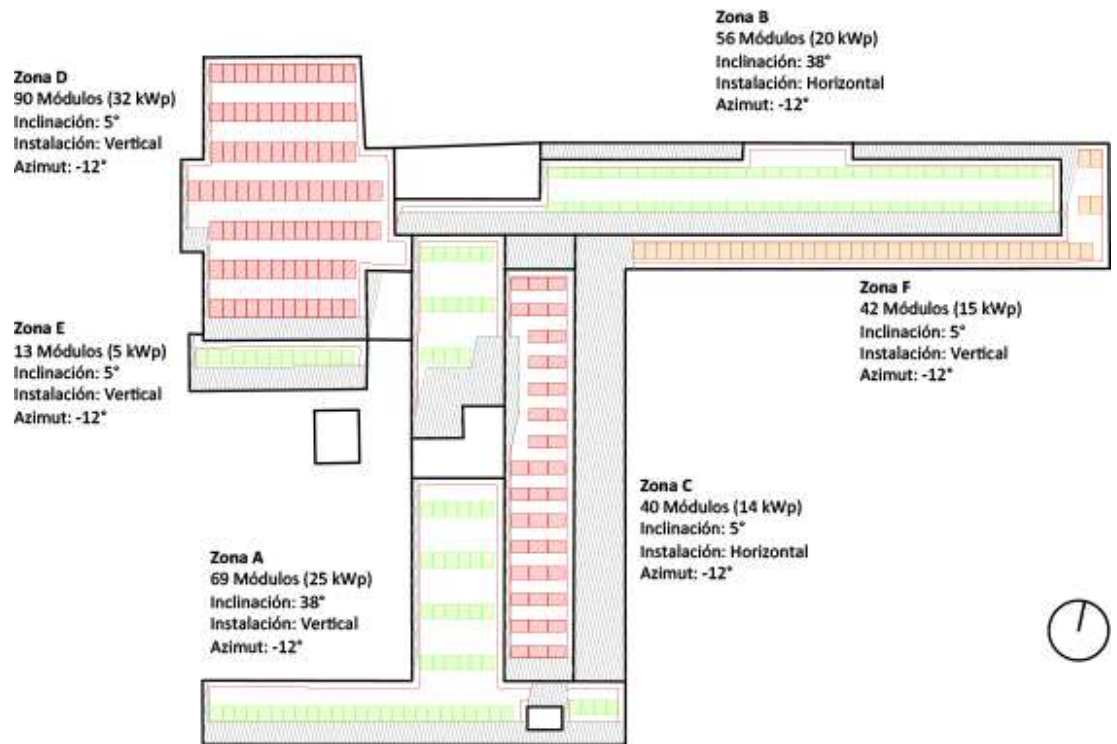 Zona B
56 Módulos (20 kWp)
Inclinación: 38°
Instalación: Horizontal
Azimut: -12°
Zona D
90 Módulos (32 kWp)
Inclinación: 5°
Instalación: Vertical
Azimut: -12°
Zona F
42 Módulos (15 kWp)
Inclinación: 5°
Instalación: Vertical
Azimut: -12°
Zona E
13 Módulos (5 kWp)
Inclinación: 5°
Instalación: Vertical
Azimut: -12°
Zona C
40 Módulos (14 kWp)
Inclinación: 5°
Instalación: Horizontal
Azimut: -12°
Zona A
69 Módulos (25 kWp)
Inclinación: 38°
Instalación: Vertical
Azimut: -12°